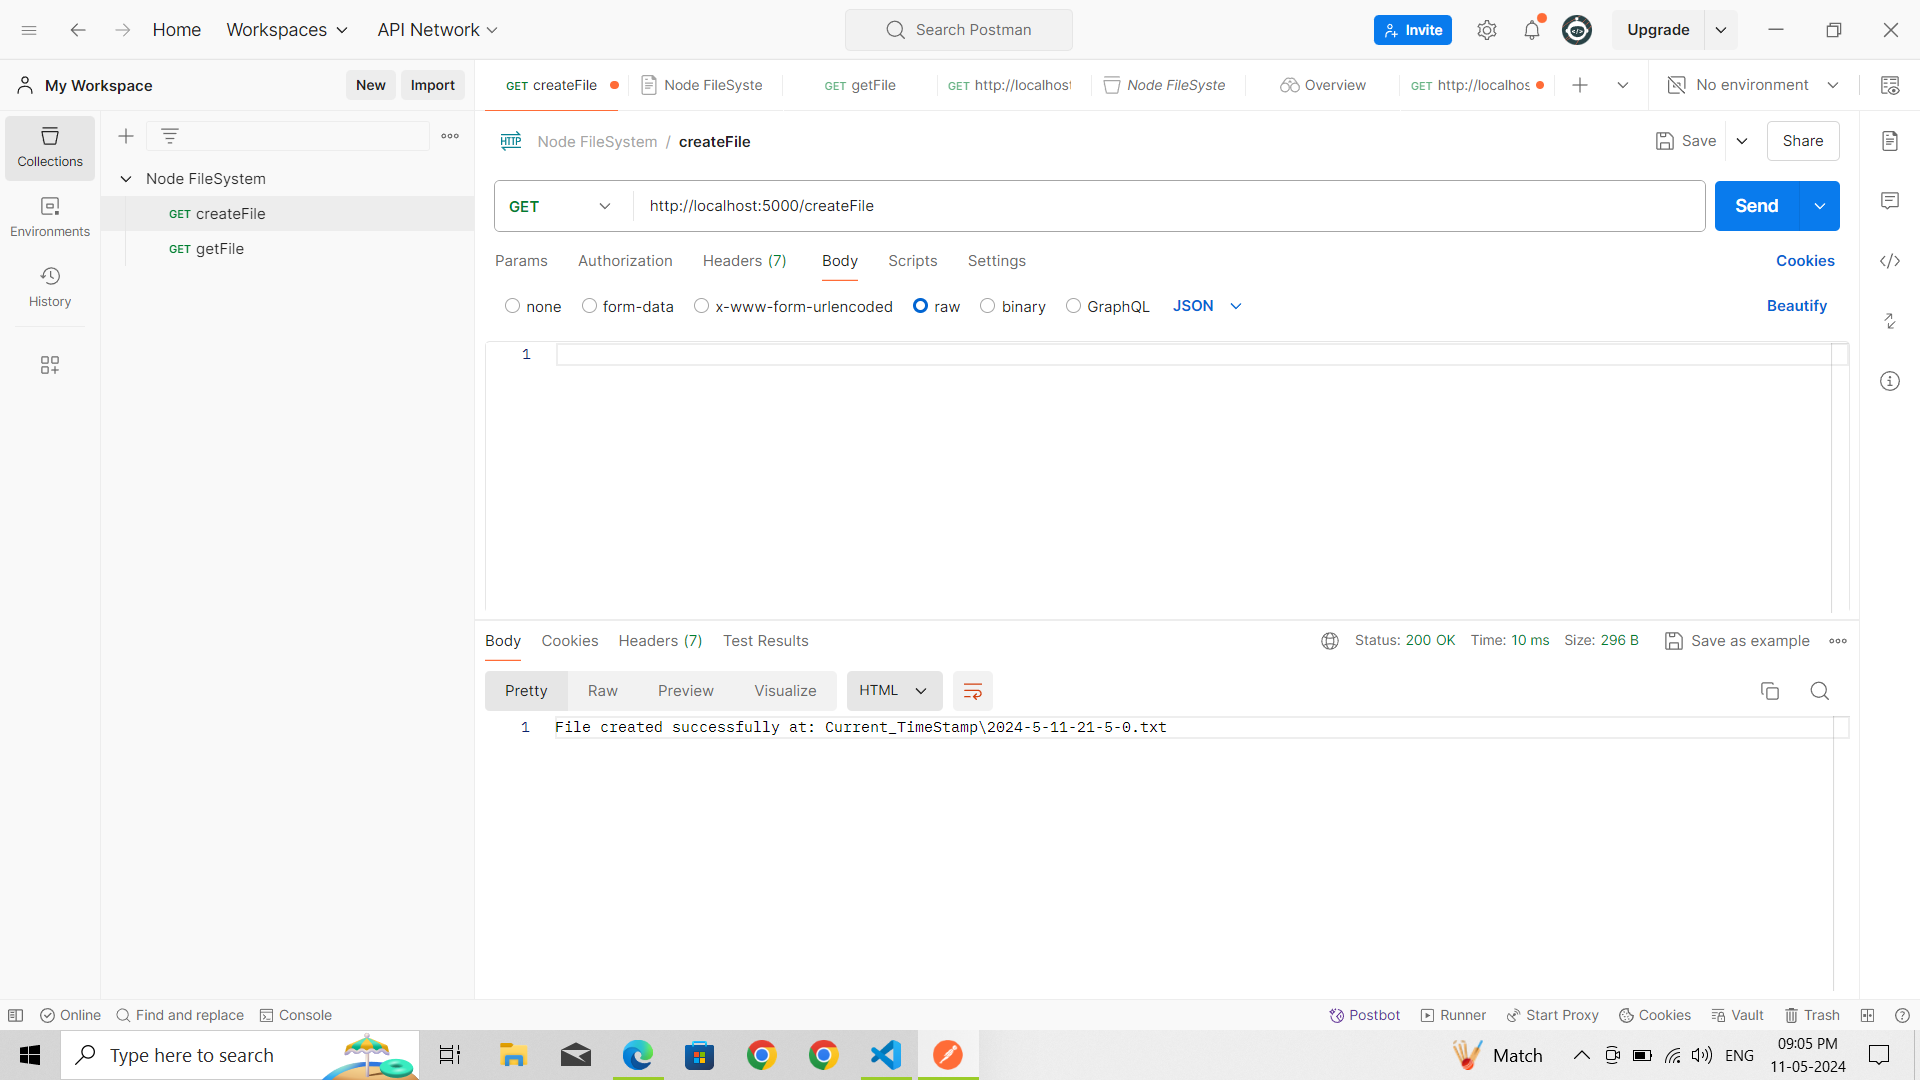 Home Workspaces API Network Search Postman Invite Upgrade
My Workspace New Import GET createFile Node FileSyste GET getFile GET http://localhost Node FileSyste Overview GET http://localhos No environment
Collections
Environments
History
Node FileSystem
GET createFile
GET getFile
HTTP Node FileSystem / createFile Save Share
GET http://localhost:5000/createFile Send
Params Authorization Headers (7) Body Scripts Settings Cookies
none form-data x-www-form-urlencoded raw binary GraphQL JSON Beautify
1
Body Cookies Headers (7) Test Results Status: 200 OK Time: 10 ms Size: 296 B Save as example
Pretty Raw Preview Visualize HTML
1 File created successfully at: Current_TimeStamp\2024-5-11-21-5-0.txt
Online Find and replace Console Postbot Runner Start Proxy Cookies Vault Trash
Type here to search Match ENG 09:05 PM
11-05-2024